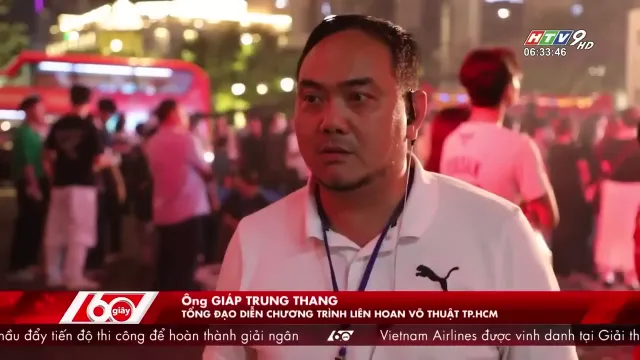 HTV9HD
06:33:46
60 giây
Ông GIÁP TRUNG THANG
TỔNG ĐẠO DIỄN CHƯƠNG TRÌNH LIÊN HOAN VÕ THUẬT TP.HCM
hầu đẩy tiến độ thi công để hoàn thành giải ngân • Vietnam Airlines được vinh danh tại Giải th